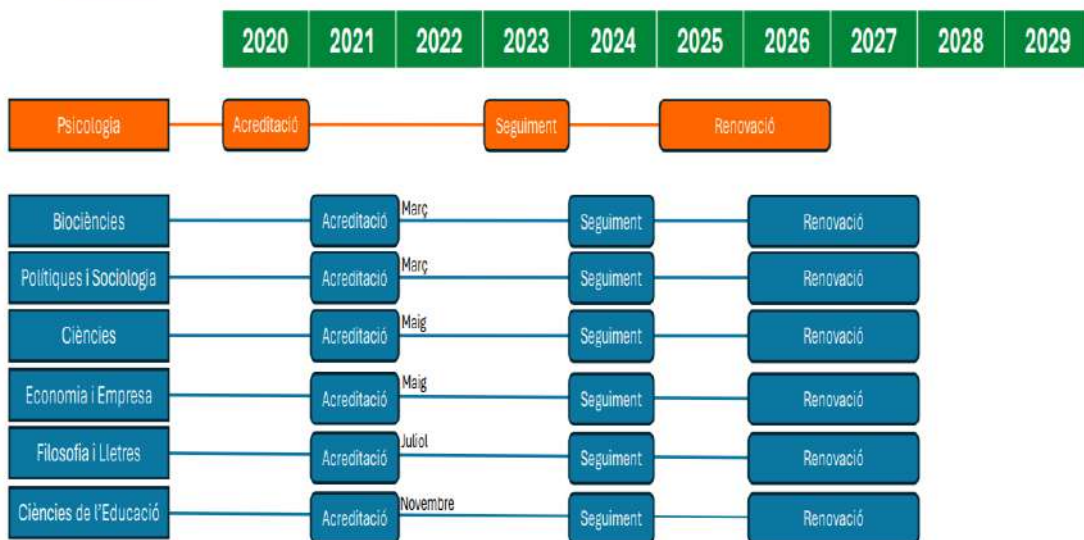 2020 2021 2022 2023 2024 2025 2026 2027 2028 2029
Psicologia Acreditació Seguiment Renovació
Biociències Acreditació Març Seguiment Renovació
Polítiques i Sociologia Acreditació Març Seguiment Renovació
Ciències Acreditació Maig Seguiment Renovació
Economia i Empresa Acreditació Maig Seguiment Renovació
Filosofia i Lletres Acreditació Juliol Seguiment Renovació
Ciències de l'Educació Acreditació Novembre Seguiment Renovació